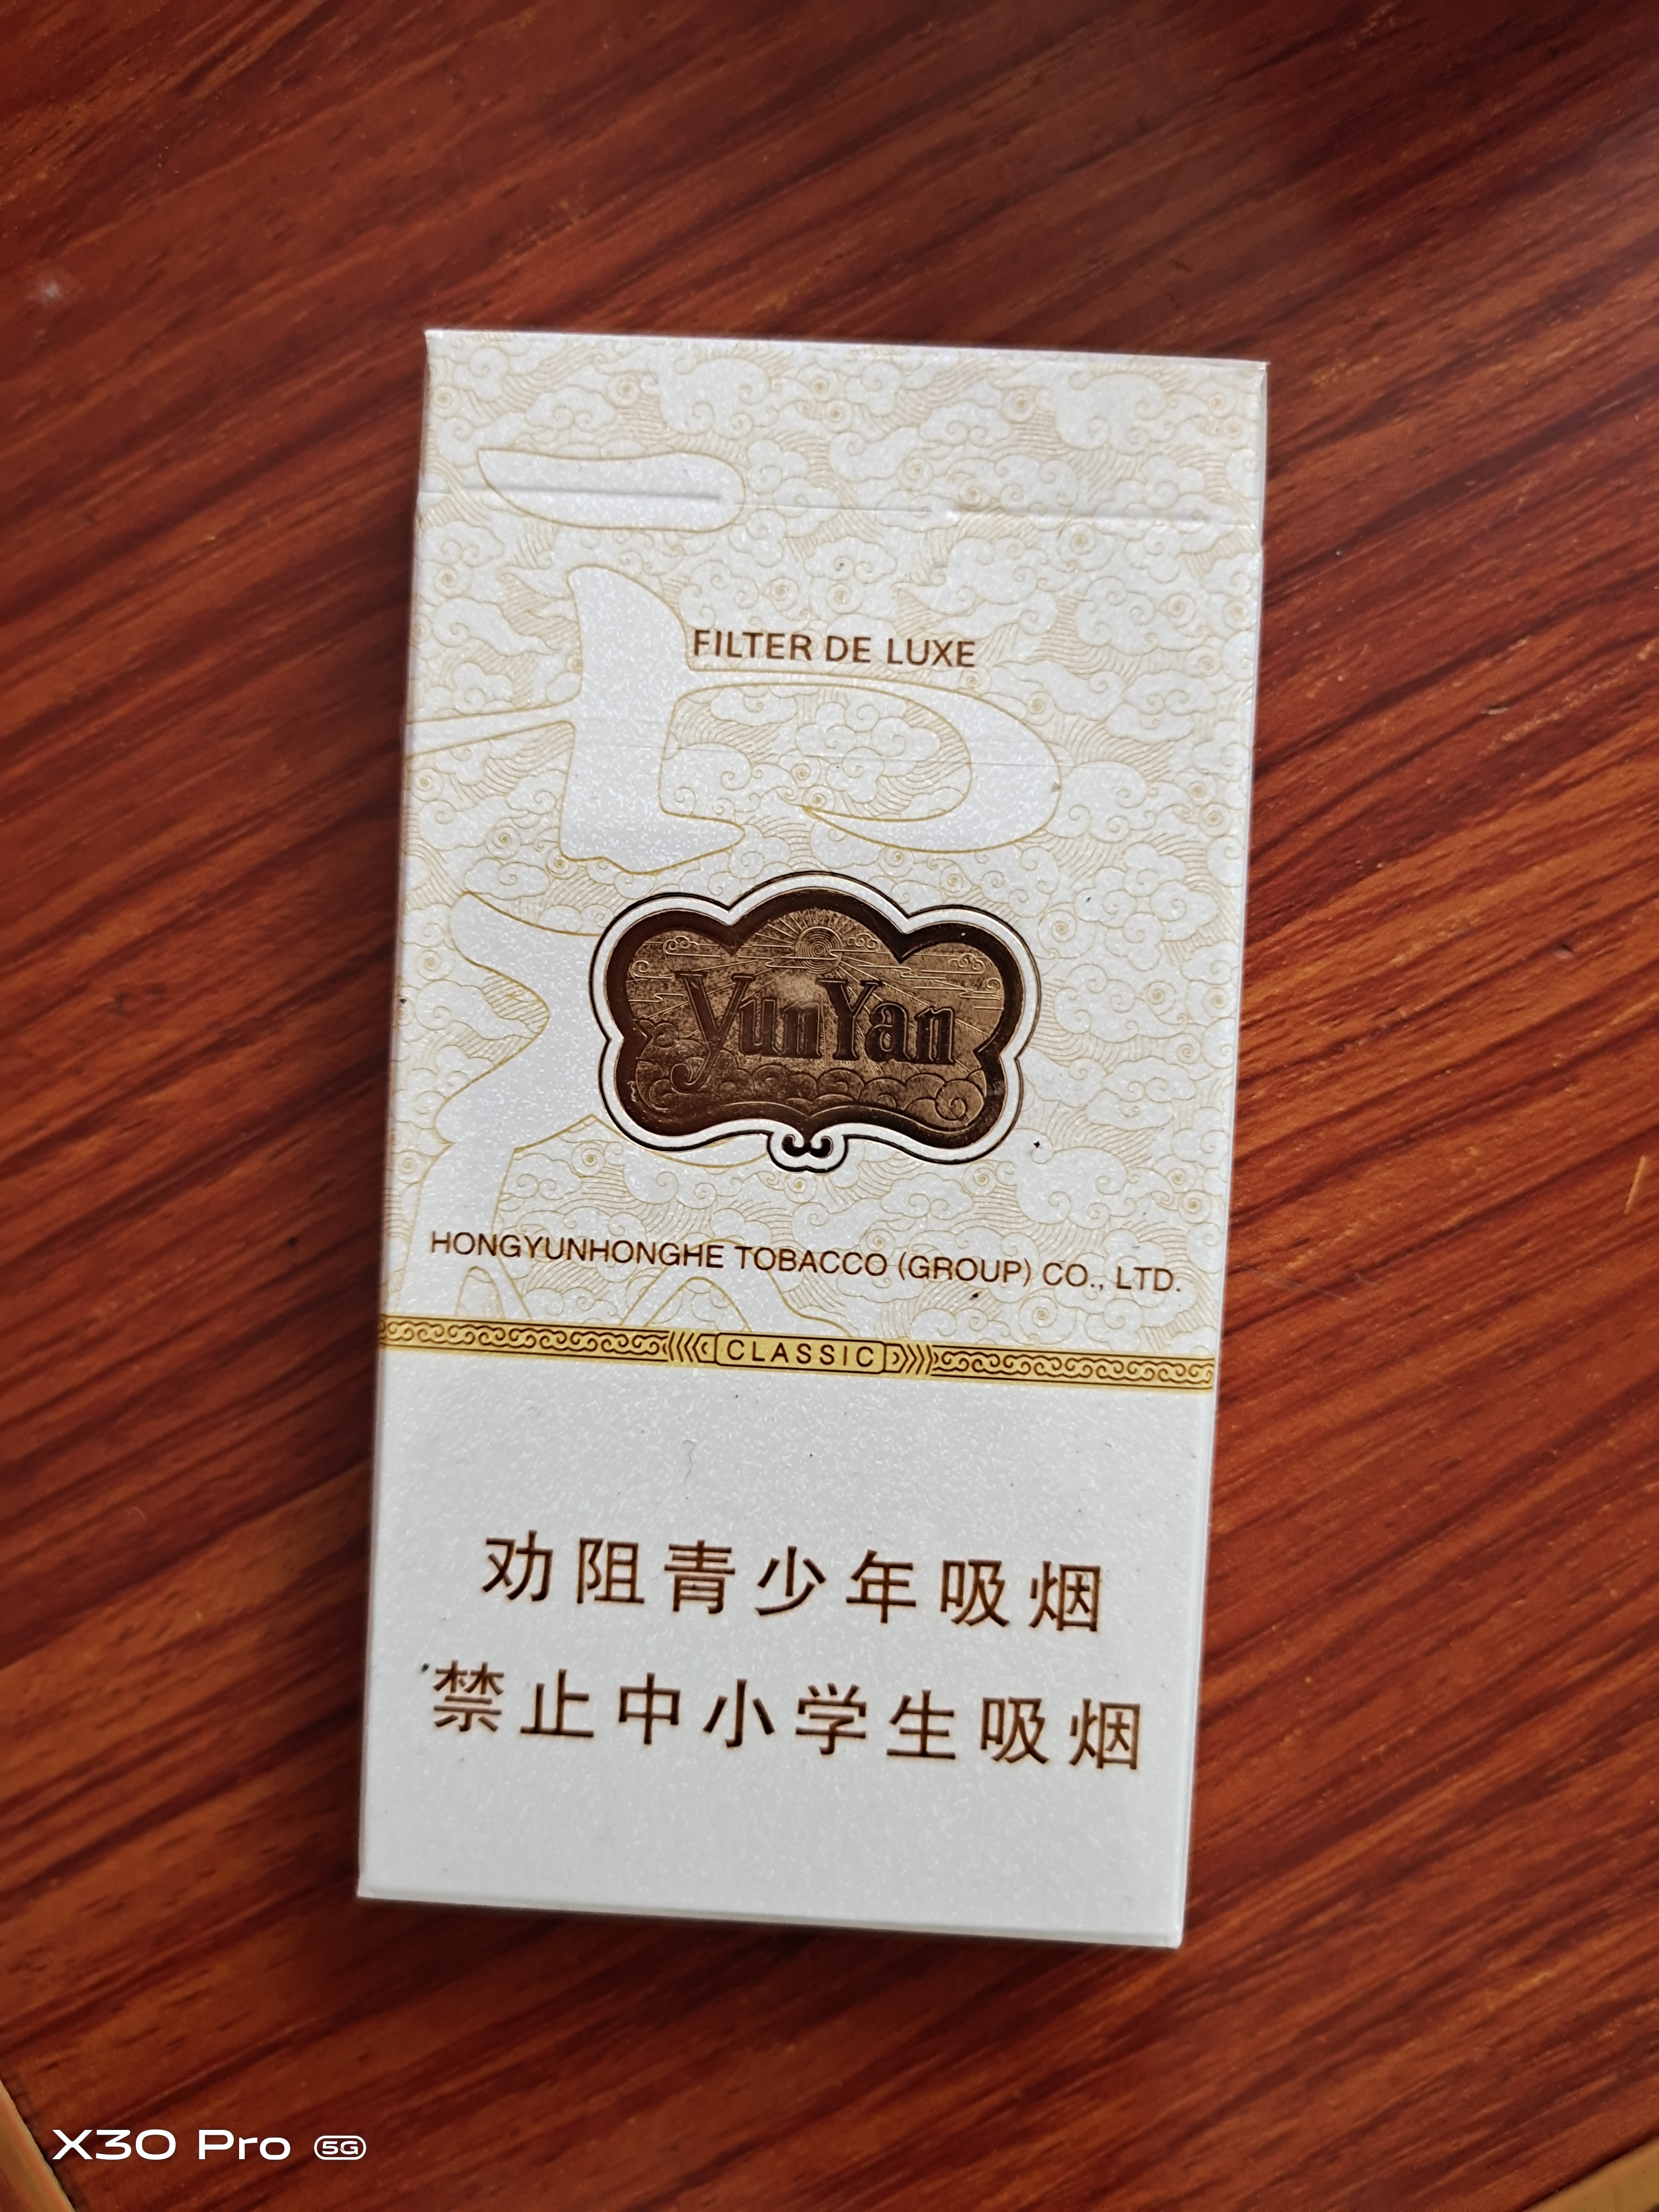 FILTER DE LUXE
YunYan
HONGYUNHONGHE TOBACCO (GROUP) CO., LTD.
CLASSIC
劝阻青少年吸烟
禁止中小学生吸烟
X30 Pro 5G